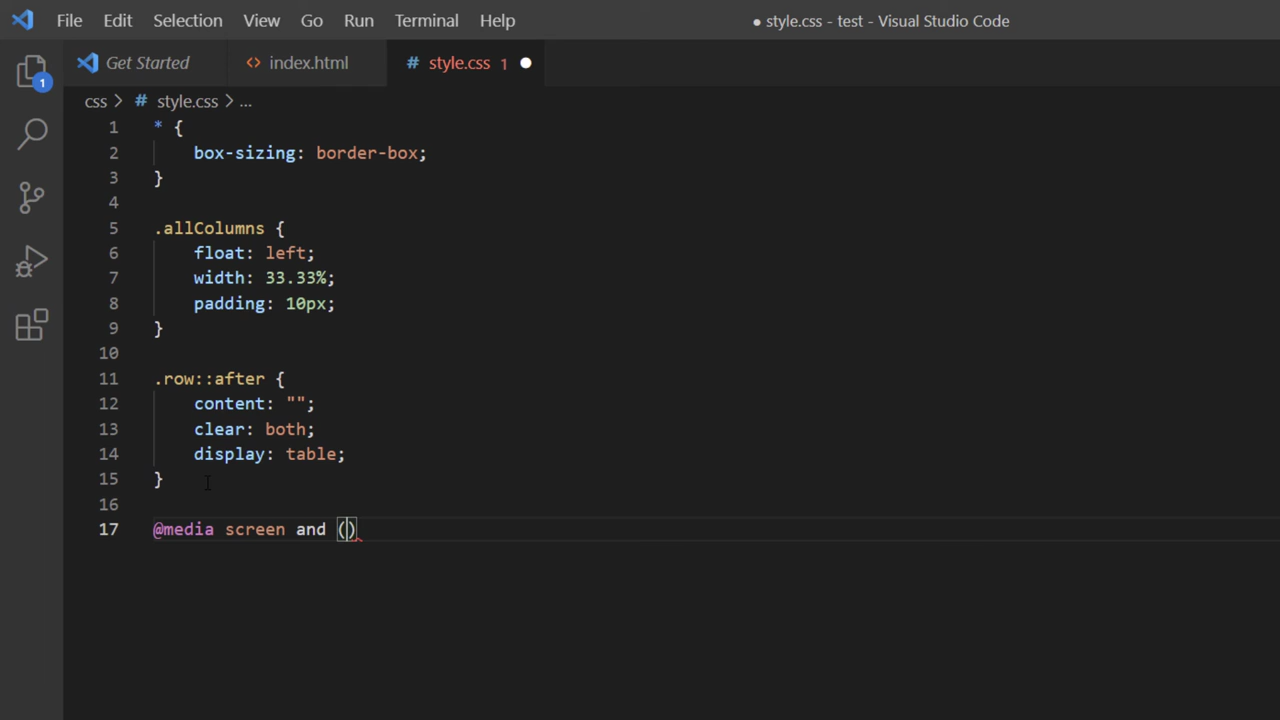 File Edit Selection View Go Run Terminal Help ● style.css - test - Visual Studio Code
Get Started <> index.html # style.css 1 ●
1
css > # style.css > ...
1 * {
2 box-sizing: border-box;
3 }
4
5 .allColumns {
6 float: left;
7 width: 33.33%;
8 padding: 10px;
9 }
10
11 .row::after {
12 content: "";
13 clear: both;
14 display: table;
15 }
16
17 @media screen and ()